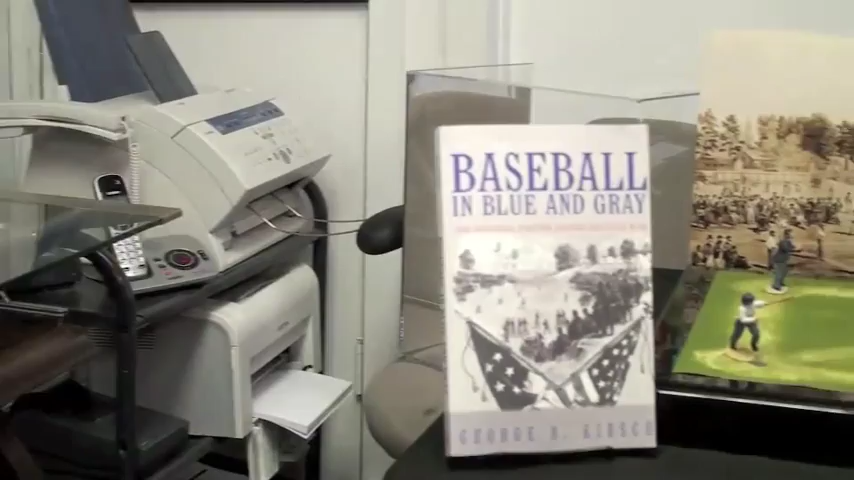 BASEBALL
IN BLUE AND GRAY
GEORGE B. KIRSCH